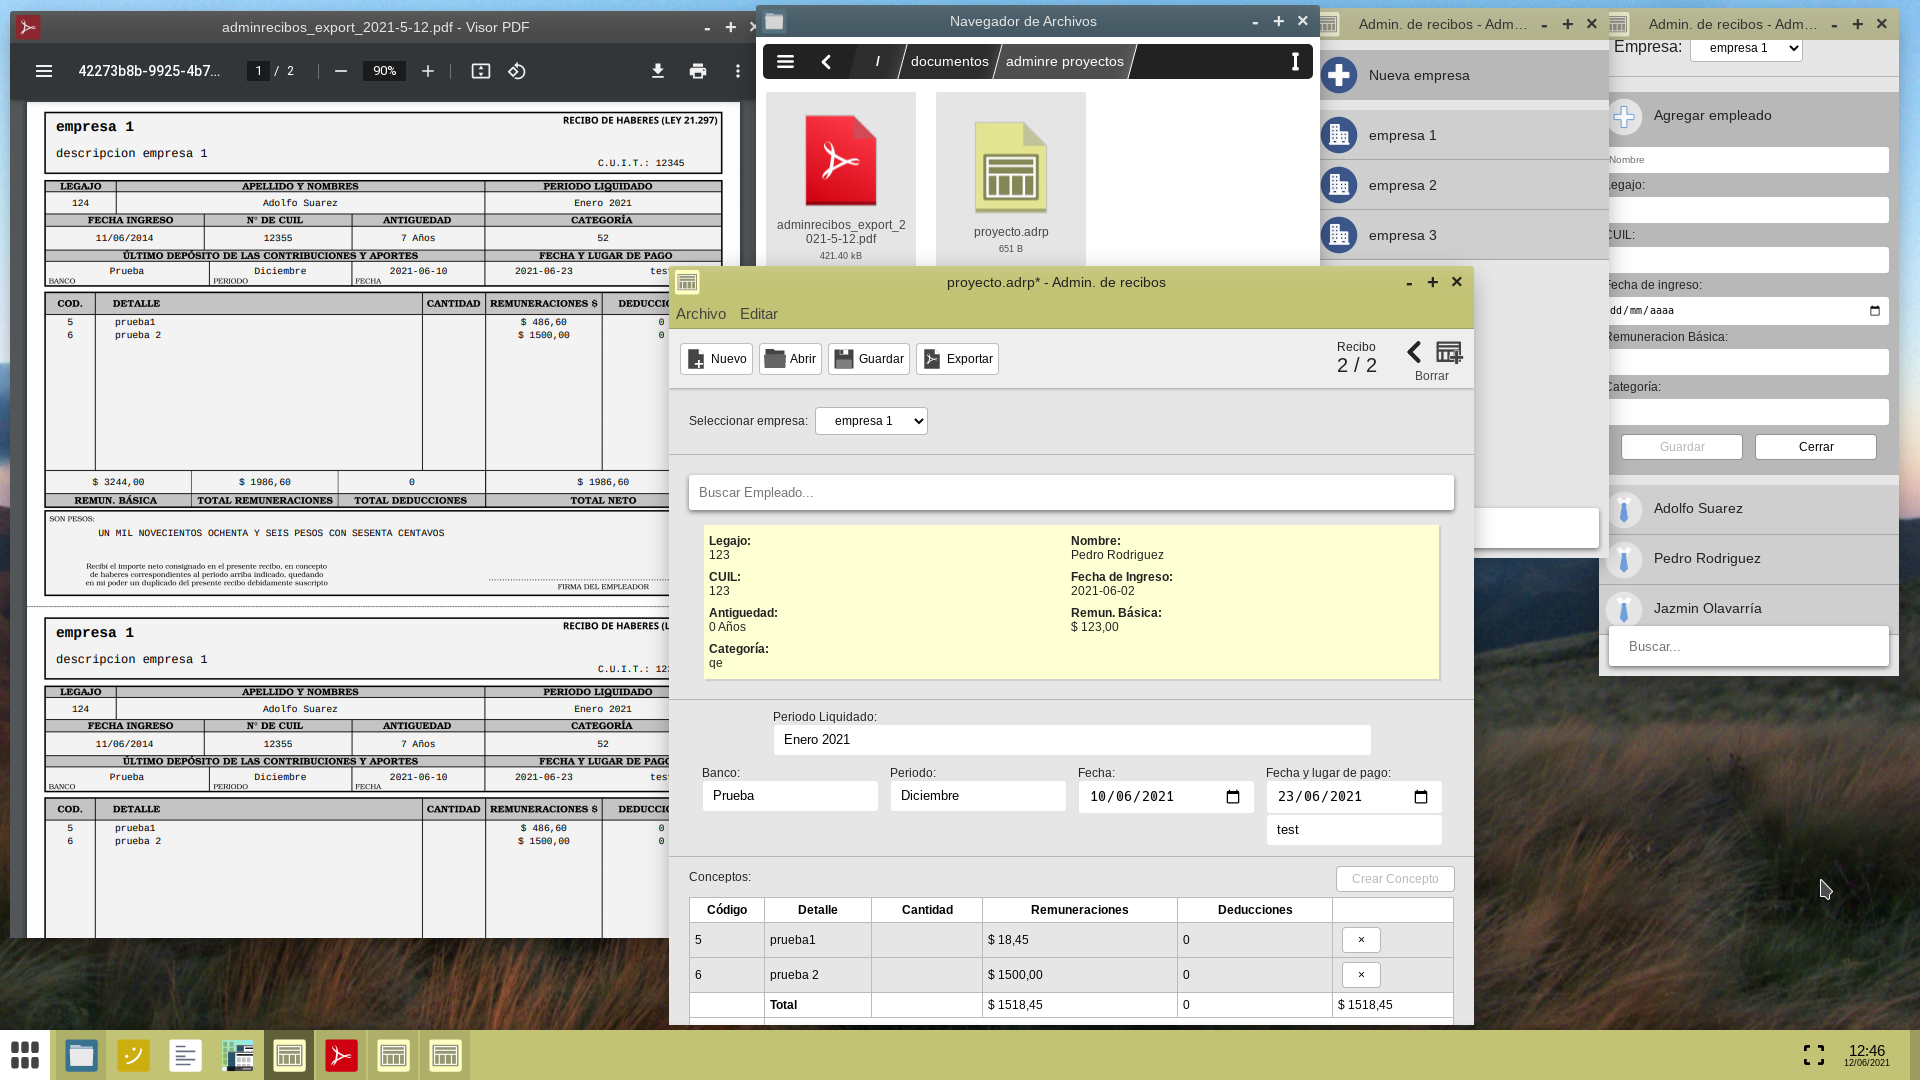 adminrecibos_export_2021-5-12.pdf - Visor PDF
42273b8b-9925-4b7...
1 / 2
90%
empresa 1
RECIBO DE HABERES (LEY 21.297)
descripcion empresa 1
C.U.I.T.: 12345
LEGAJO APELLIDO Y NOMBRES PERIODO LIQUIDADO
124 Adolfo Suarez Enero 2021
FECHA INGRESO N° DE CUIL ANTIGUEDAD CATEGORÍA
11/06/2014 12355 7 Años 52
ÚLTIMO DEPÓSITO DE LAS CONTRIBUCIONES Y APORTES FECHA Y LUGAR DE PAGO
Prueba Diciembre 2021-06-10 2021-06-23 test
BANCO PERIODO FECHA
COD. DETALLE CANTIDAD REMUNERACIONES $ DEDUCCIO
5 prueba1 $ 486,60 0
6 prueba 2 $ 1500,00 0
$ 3244,00 $ 1986,60 0 $ 1986,60
REMUN. BÁSICA TOTAL REMUNERACIONES TOTAL DEDUCCIONES TOTAL NETO
SON PESOS:
UN MIL NOVECIENTOS OCHENTA Y SEIS PESOS CON SESENTA CENTAVOS
Recibí el importe neto consignado en el presente recibo, en concepto
de haberes correspondientes al periodo arriba indicado, quedando
en mi poder un duplicado del presente recibo debidamente suscripto
FIRMA DEL EMPLEADOR
empresa 1
RECIBO DE HABERES (L
descripcion empresa 1
C.U.I.T.: 12
LEGAJO APELLIDO Y NOMBRES PERIODO LIQUIDADO
124 Adolfo Suarez Enero 2021
FECHA INGRESO N° DE CUIL ANTIGUEDAD CATEGORÍA
11/06/2014 12355 7 Años 52
ÚLTIMO DEPÓSITO DE LAS CONTRIBUCIONES Y APORTES FECHA Y LUGAR DE PAGO
Prueba Diciembre 2021-06-10 2021-06-23 test
BANCO PERIODO FECHA
COD. DETALLE CANTIDAD REMUNERACIONES $ DEDUCCIO
5 prueba1 $ 486,60 0
6 prueba 2 $ 1500,00 0
Navegador de Archivos
/ documentos adminre proyectos
adminrecibos_export_2
021-5-12.pdf
421.40 kB
proyecto.adrp
651 B
Admin. de recibos - Adm...
Nueva empresa
empresa 1
empresa 2
empresa 3
Admin. de recibos - Adm...
Empresa: empresa 1
Agregar empleado
Nombre
Legajo:
CUIL:
Fecha de ingreso:
dd/mm/aaaa
Remuneracion Básica:
Categoría:
Guardar Cerrar
Adolfo Suarez
Pedro Rodriguez
Jazmin Olavarría
Buscar...
proyecto.adrp* - Admin. de recibos
Archivo Editar
Nuevo Abrir Guardar Exportar
Recibo
2 / 2
Borrar
Seleccionar empresa: empresa 1
Buscar Empleado...
Legajo:
123
Nombre:
Pedro Rodriguez
CUIL:
123
Fecha de Ingreso:
2021-06-02
Antiguedad:
0 Años
Remun. Básica:
$ 123,00
Categoría:
qe
Periodo Liquidado:
Enero 2021
Banco: Periodo: Fecha: Fecha y lugar de pago:
Prueba Diciembre 10/06/2021 23/06/2021
test
Conceptos: Crear Concepto
Código Detalle Cantidad Remuneraciones Deducciones
5 prueba1 $ 18,45 0 ×
6 prueba 2 $ 1500,00 0 ×
Total $ 1518,45 0 $ 1518,45
12:46
12/06/2021